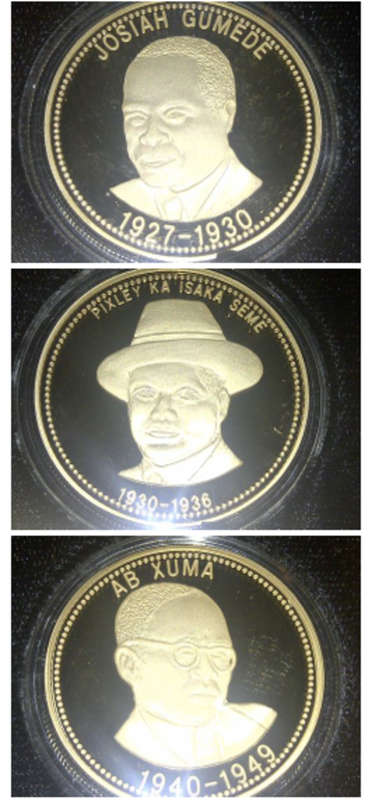 JOSIAH GUMEDE
1927-1930
PIXLEY KA ISAKA SEME
1930-1936
AB XUMA
1940-1949